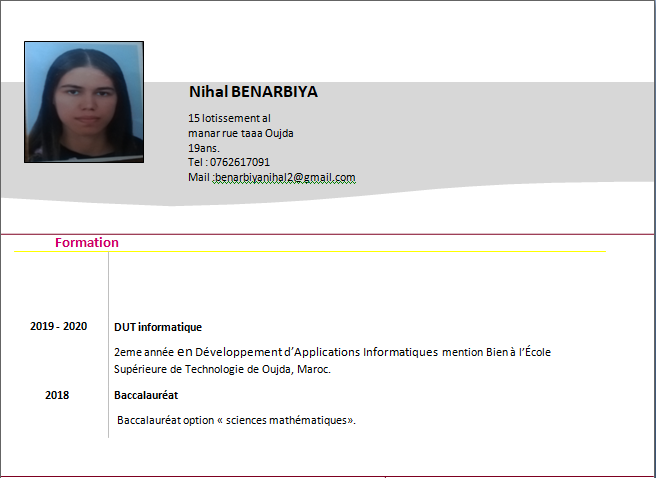 Nihal BENARBIYA
15 lotissement al
manar rue taaa Oujda
19ans.
Tel : 0762617091
Mail :benarbiyanihal2@gmail.com
Formation
2019 - 2020 DUT informatique
2eme année en Développement d’Applications Informatiques mention Bien à l’École
Supérieure de Technologie de Oujda, Maroc.
2018 Baccalauréat
Baccalauréat option « sciences mathématiques».